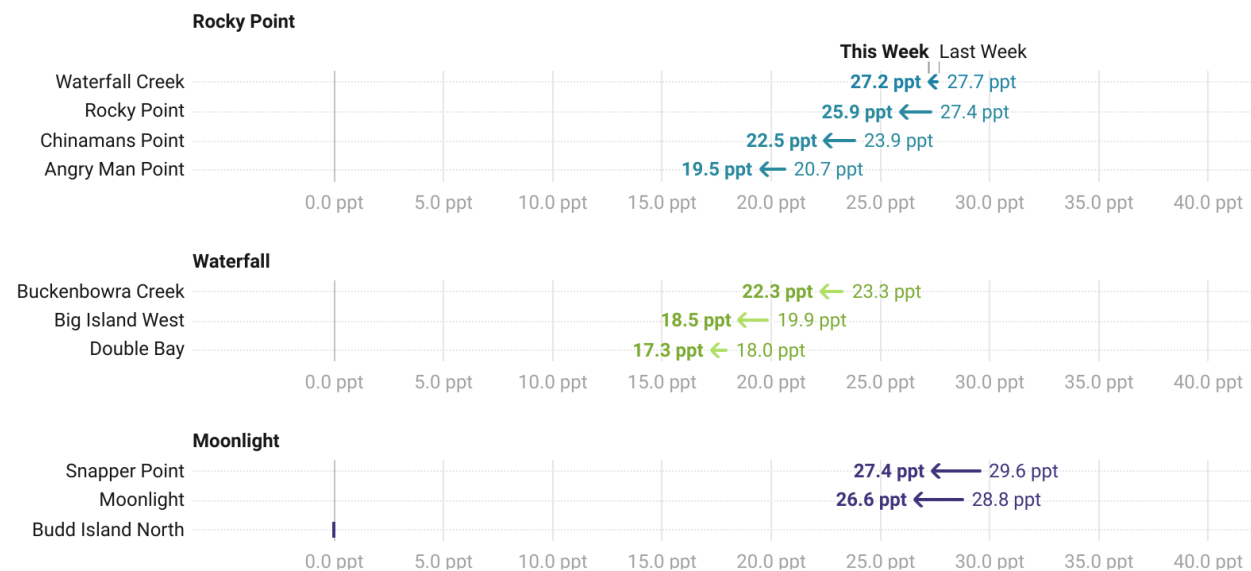 Rocky Point
This Week Last Week
Waterfall Creek 27.2 ppt 27.7 ppt
Rocky Point 25.9 ppt 27.4 ppt
Chinamans Point 22.5 ppt 23.9 ppt
Angry Man Point 19.5 ppt 20.7 ppt
0.0 ppt 5.0 ppt 10.0 ppt 15.0 ppt 20.0 ppt 25.0 ppt 30.0 ppt 35.0 ppt 40.0 ppt
Waterfall
Buckenbowra Creek 22.3 ppt 23.3 ppt
Big Island West 18.5 ppt 19.9 ppt
Double Bay 17.3 ppt 18.0 ppt
0.0 ppt 5.0 ppt 10.0 ppt 15.0 ppt 20.0 ppt 25.0 ppt 30.0 ppt 35.0 ppt 40.0 ppt
Moonlight
Snapper Point 27.4 ppt 29.6 ppt
Moonlight 26.6 ppt 28.8 ppt
Budd Island North
0.0 ppt 5.0 ppt 10.0 ppt 15.0 ppt 20.0 ppt 25.0 ppt 30.0 ppt 35.0 ppt 40.0 ppt